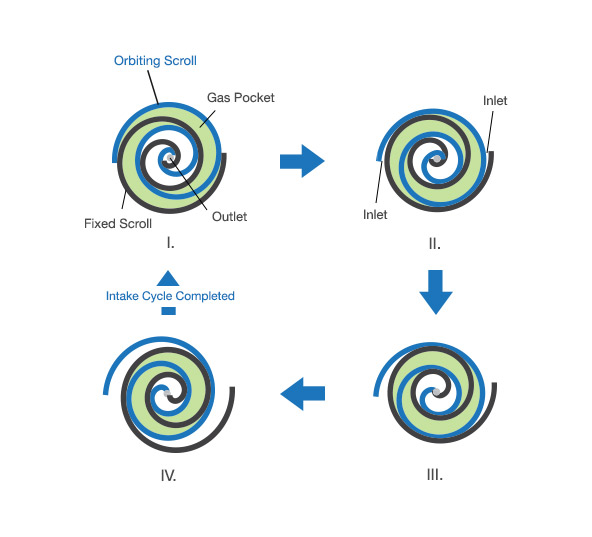 Orbiting Scroll
Gas Pocket
Inlet
Fixed Scroll
Outlet
Inlet
I.
II.
Intake Cycle Completed
IV.
III.